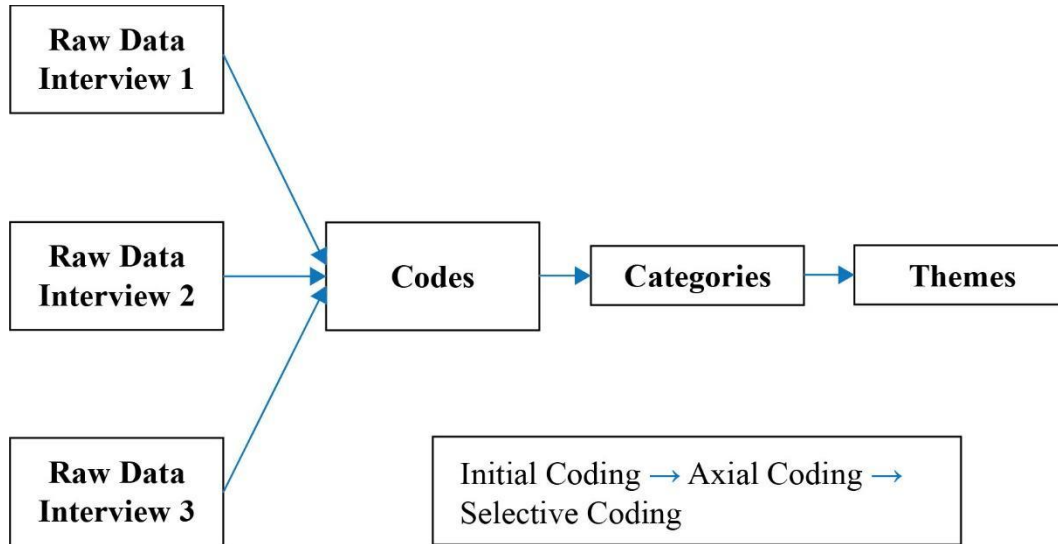 Raw Data
Interview 1
Raw Data
Interview 2
Codes
Categories
Themes
Raw Data
Interview 3
Initial Coding → Axial Coding →
Selective Coding